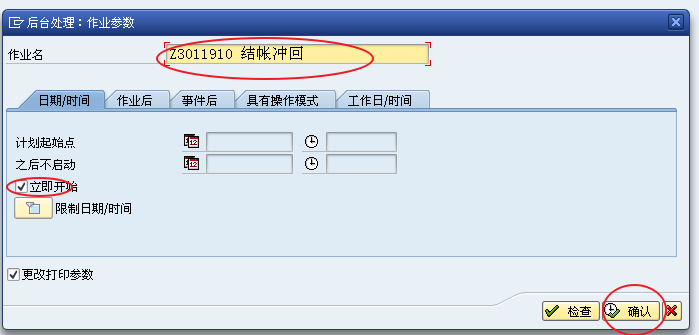 后台处理：作业参数
作业名 Z3011910 结帐冲回
日期/时间 作业后 事件后 具有操作模式 工作日/时间
计划起始点
之后不启动
立即开始
限制日期/时间
更改打印参数
检查 确认